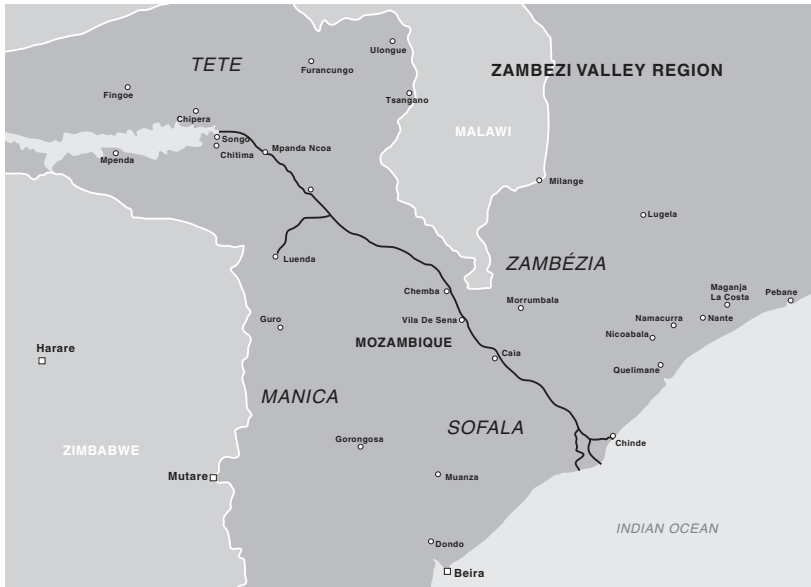 Ulongue
TETE
Furancungo
ZAMBEZI VALLEY REGION
Fingoe
Tsangano
Chipera
MALAWI
Songo
Mpanda Ncoa
Chitima
Mpenda
Milange
Lugela
Luenda
ZAMBÉZIA
Chemba
Maganja
La Costa
Pebane
Morrumbala
Guro
Vila De Sena
Namacurra
Nante
Nicoabala
MOZAMBIQUE
Harare
Caía
Quelimane
MANICA
SOFALA
Gorongosa
Chinde
ZIMBABWE
Mutare
Muanza
INDIAN OCEAN
Dondo
Beira